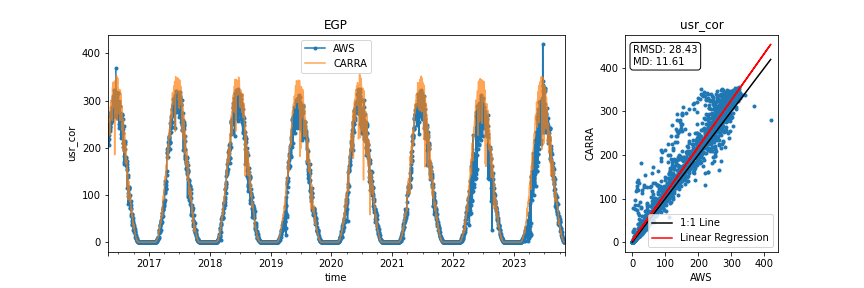 EGP
usr_cor
400
300
200
100
0
AWS
CARRA
2017
2018
2019
2020
2021
2022
2023
time
usr_cor
RMSD: 28.43
MD: 11.61
CARRA
400
300
200
100
0
1:1 Line
Linear Regression
0
100
200
300
400
AWS